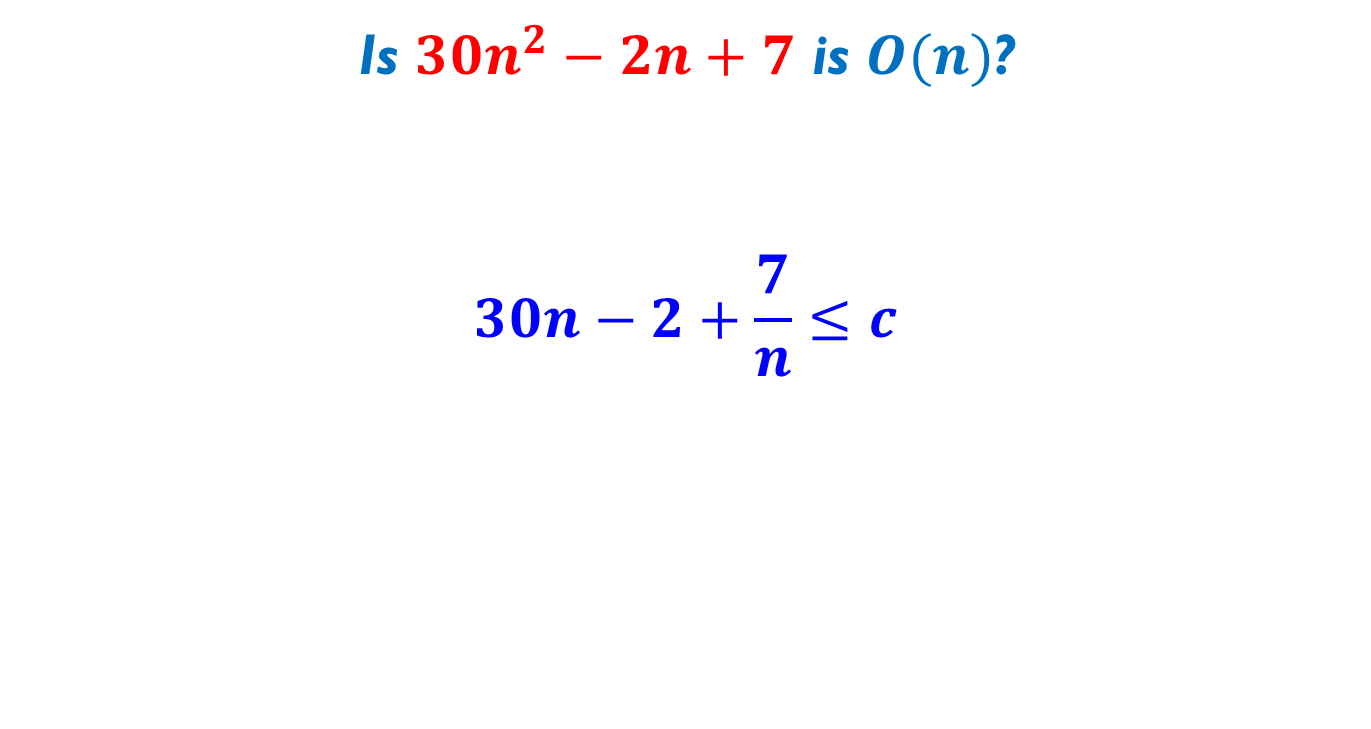 Is 30n² − 2n + 7 is O(n)?
30n − 2 + 7/n ≤ c